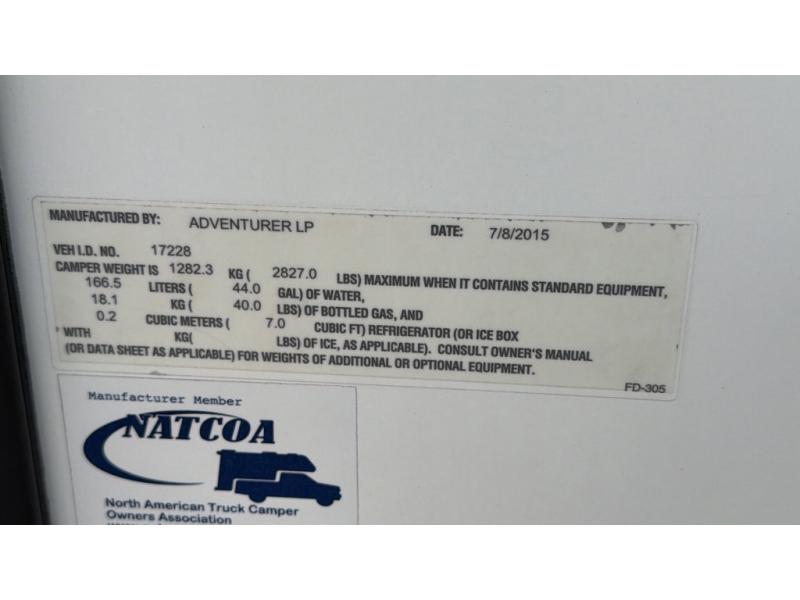 MANUFACTURED BY: ADVENTURER LP DATE: 7/8/2015
VEH I.D. NO. 17228
CAMPER WEIGHT IS 1282.3 KG ( 2827.0 LBS) MAXIMUM WHEN IT CONTAINS STANDARD EQUIPMENT,
166.5 LITERS ( 44.0 GAL) OF WATER,
18.1 KG ( 40.0 LBS) OF BOTTLED GAS, AND
0.2 CUBIC METERS ( 7.0 CUBIC FT) REFRIGERATOR (OR ICE BOX
WITH KG( LBS) OF ICE, AS APPLICABLE). CONSULT OWNER'S MANUAL
(OR DATA SHEET AS APPLICABLE) FOR WEIGHTS OF ADDITIONAL OR OPTIONAL EQUIPMENT.
FD-305
Manufacturer Member
NATCOA
North American Truck Camper
Owners Association